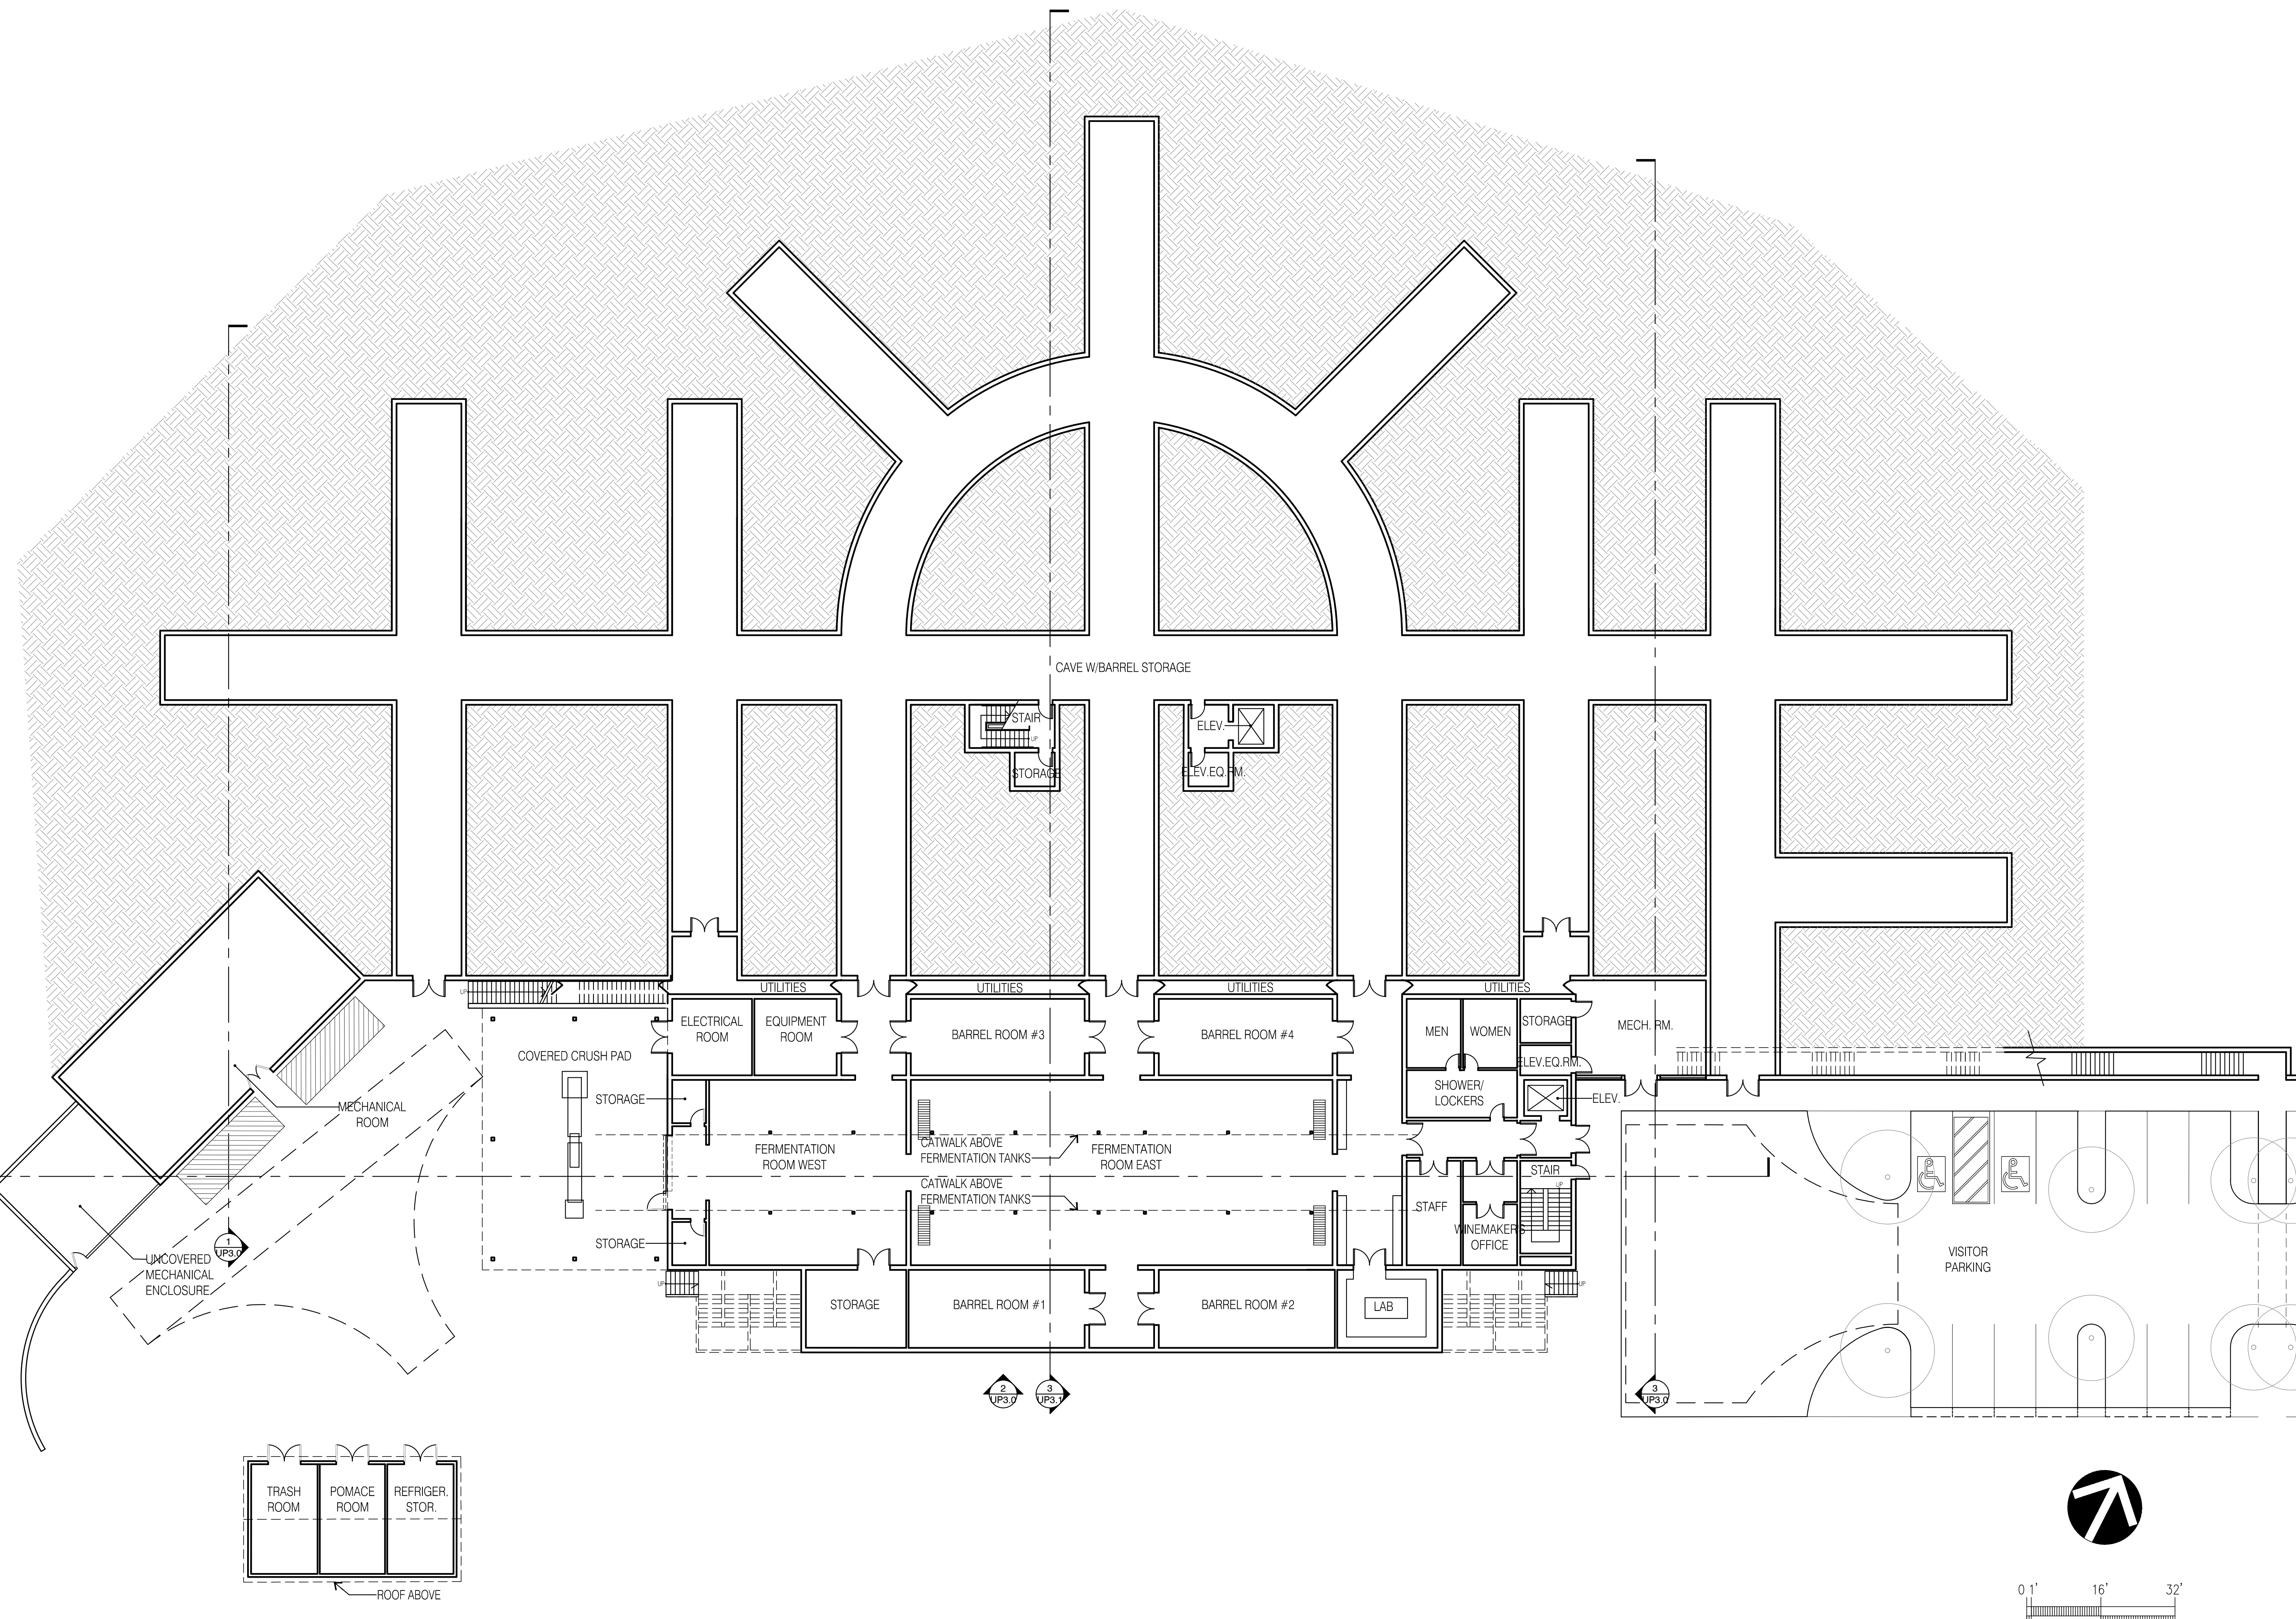 CAVE W/BARREL STORAGE
STAIR
UP
STORAGE
ELEV.
ELEV.EQ.RM.
UTILITIES
UTILITIES
UTILITIES
UTILITIES
UP
ELECTRICAL
ROOM
EQUIPMENT
ROOM
BARREL ROOM #3
BARREL ROOM #4
MEN
WOMEN
STORAGE
MECH. RM.
ELEV.EQ.RM.
COVERED CRUSH PAD
SHOWER/
LOCKERS
ELEV.
STORAGE
MECHANICAL
ROOM
FERMENTATION
ROOM WEST
CATWALK ABOVE
FERMENTATION TANKS
FERMENTATION
ROOM EAST
CATWALK ABOVE
FERMENTATION TANKS
STAIR
UP
STAFF
WINEMAKER'S
OFFICE
STORAGE
1
UP3.0
UNCOVERED
MECHANICAL
ENCLOSURE
VISITOR
PARKING
UP
UP
STORAGE
BARREL ROOM #1
BARREL ROOM #2
LAB
2
UP3.0
3
UP3.1
3
UP3.0
TRASH
ROOM
POMACE
ROOM
REFRIGER.
STOR.
ROOF ABOVE
0 1' 16' 32'